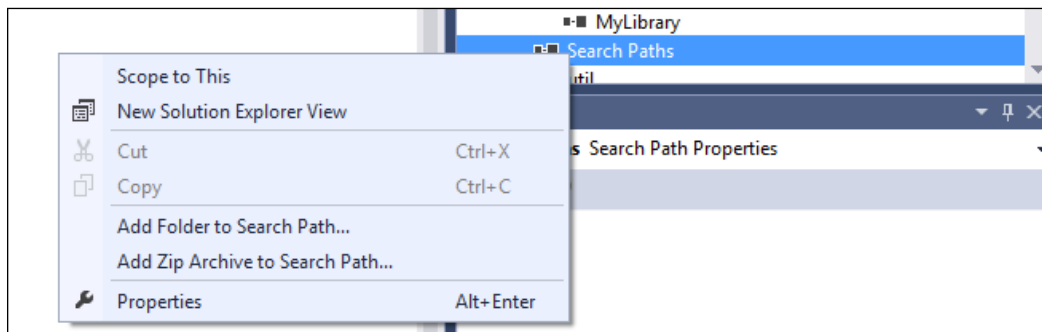 MyLibrary
Search Paths
util
Scope to This
New Solution Explorer View
Cut Ctrl+X
Copy Ctrl+C
Add Folder to Search Path...
Add Zip Archive to Search Path...
Properties Alt+Enter
Search Path Properties